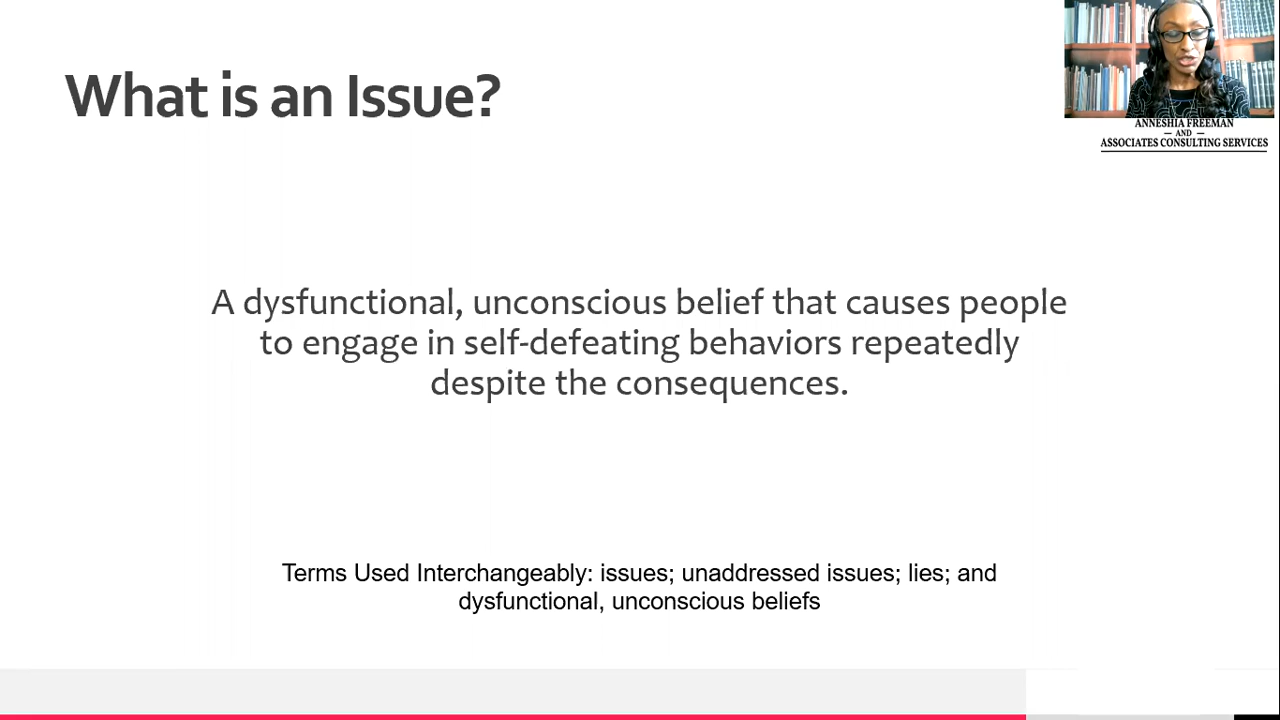 What is an Issue?
ANNESHIA FREEMAN
— AND —
ASSOCIATES CONSULTING SERVICES
A dysfunctional, unconscious belief that causes people
to engage in self-defeating behaviors repeatedly
despite the consequences.
Terms Used Interchangeably: issues; unaddressed issues; lies; and
dysfunctional, unconscious beliefs